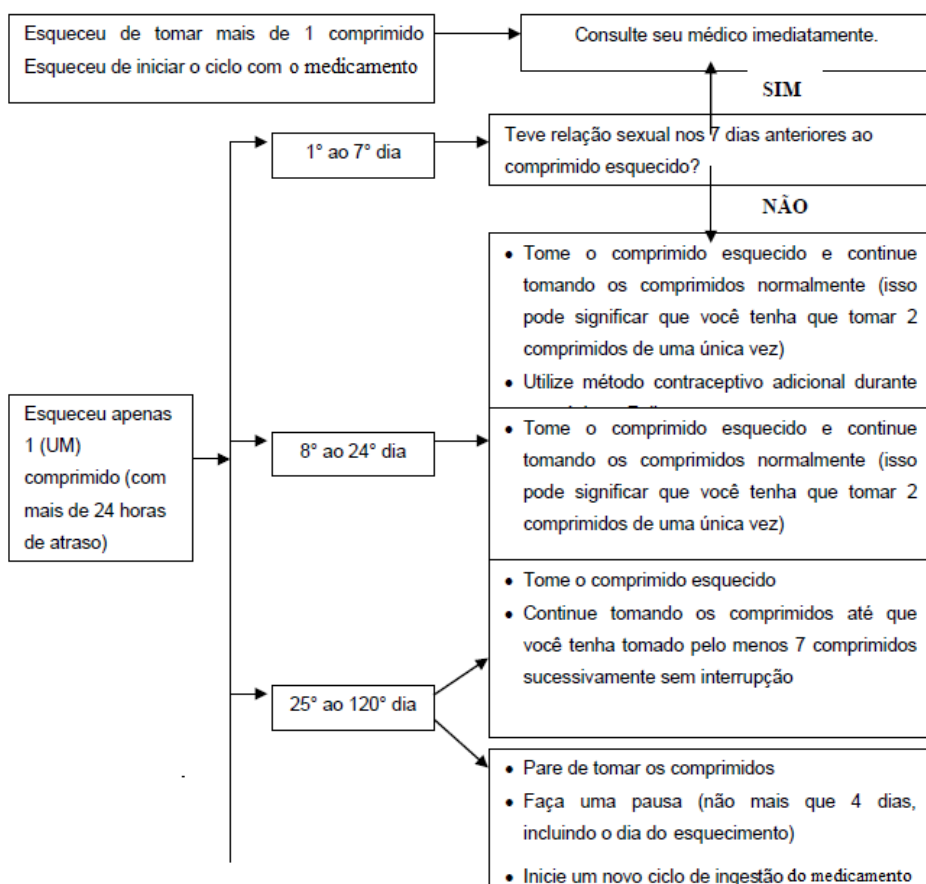 Esqueceu de tomar mais de 1 comprimido
Esqueceu de iniciar o ciclo com o medicamento
Consulte seu médico imediatamente.
SIM
1° ao 7° dia
Teve relação sexual nos 7 dias anteriores ao
comprimido esquecido?
NÃO
• Tome o comprimido esquecido e continue
tomando os comprimidos normalmente (isso
pode significar que você tenha que tomar 2
comprimidos de uma única vez)
• Utilize método contraceptivo adicional durante
Esqueceu apenas
1 (UM)
comprimido (com
mais de 24 horas
de atraso)
8° ao 24° dia
• Tome o comprimido esquecido e continue
tomando os comprimidos normalmente (isso
pode significar que você tenha que tomar 2
comprimidos de uma única vez)
25° ao 120° dia
• Tome o comprimido esquecido
• Continue tomando os comprimidos até que
você tenha tomado pelo menos 7 comprimidos
sucessivamente sem interrupção
• Pare de tomar os comprimidos
• Faça uma pausa (não mais que 4 dias,
incluindo o dia do esquecimento)
• Inicie um novo ciclo de ingestão do medicamento